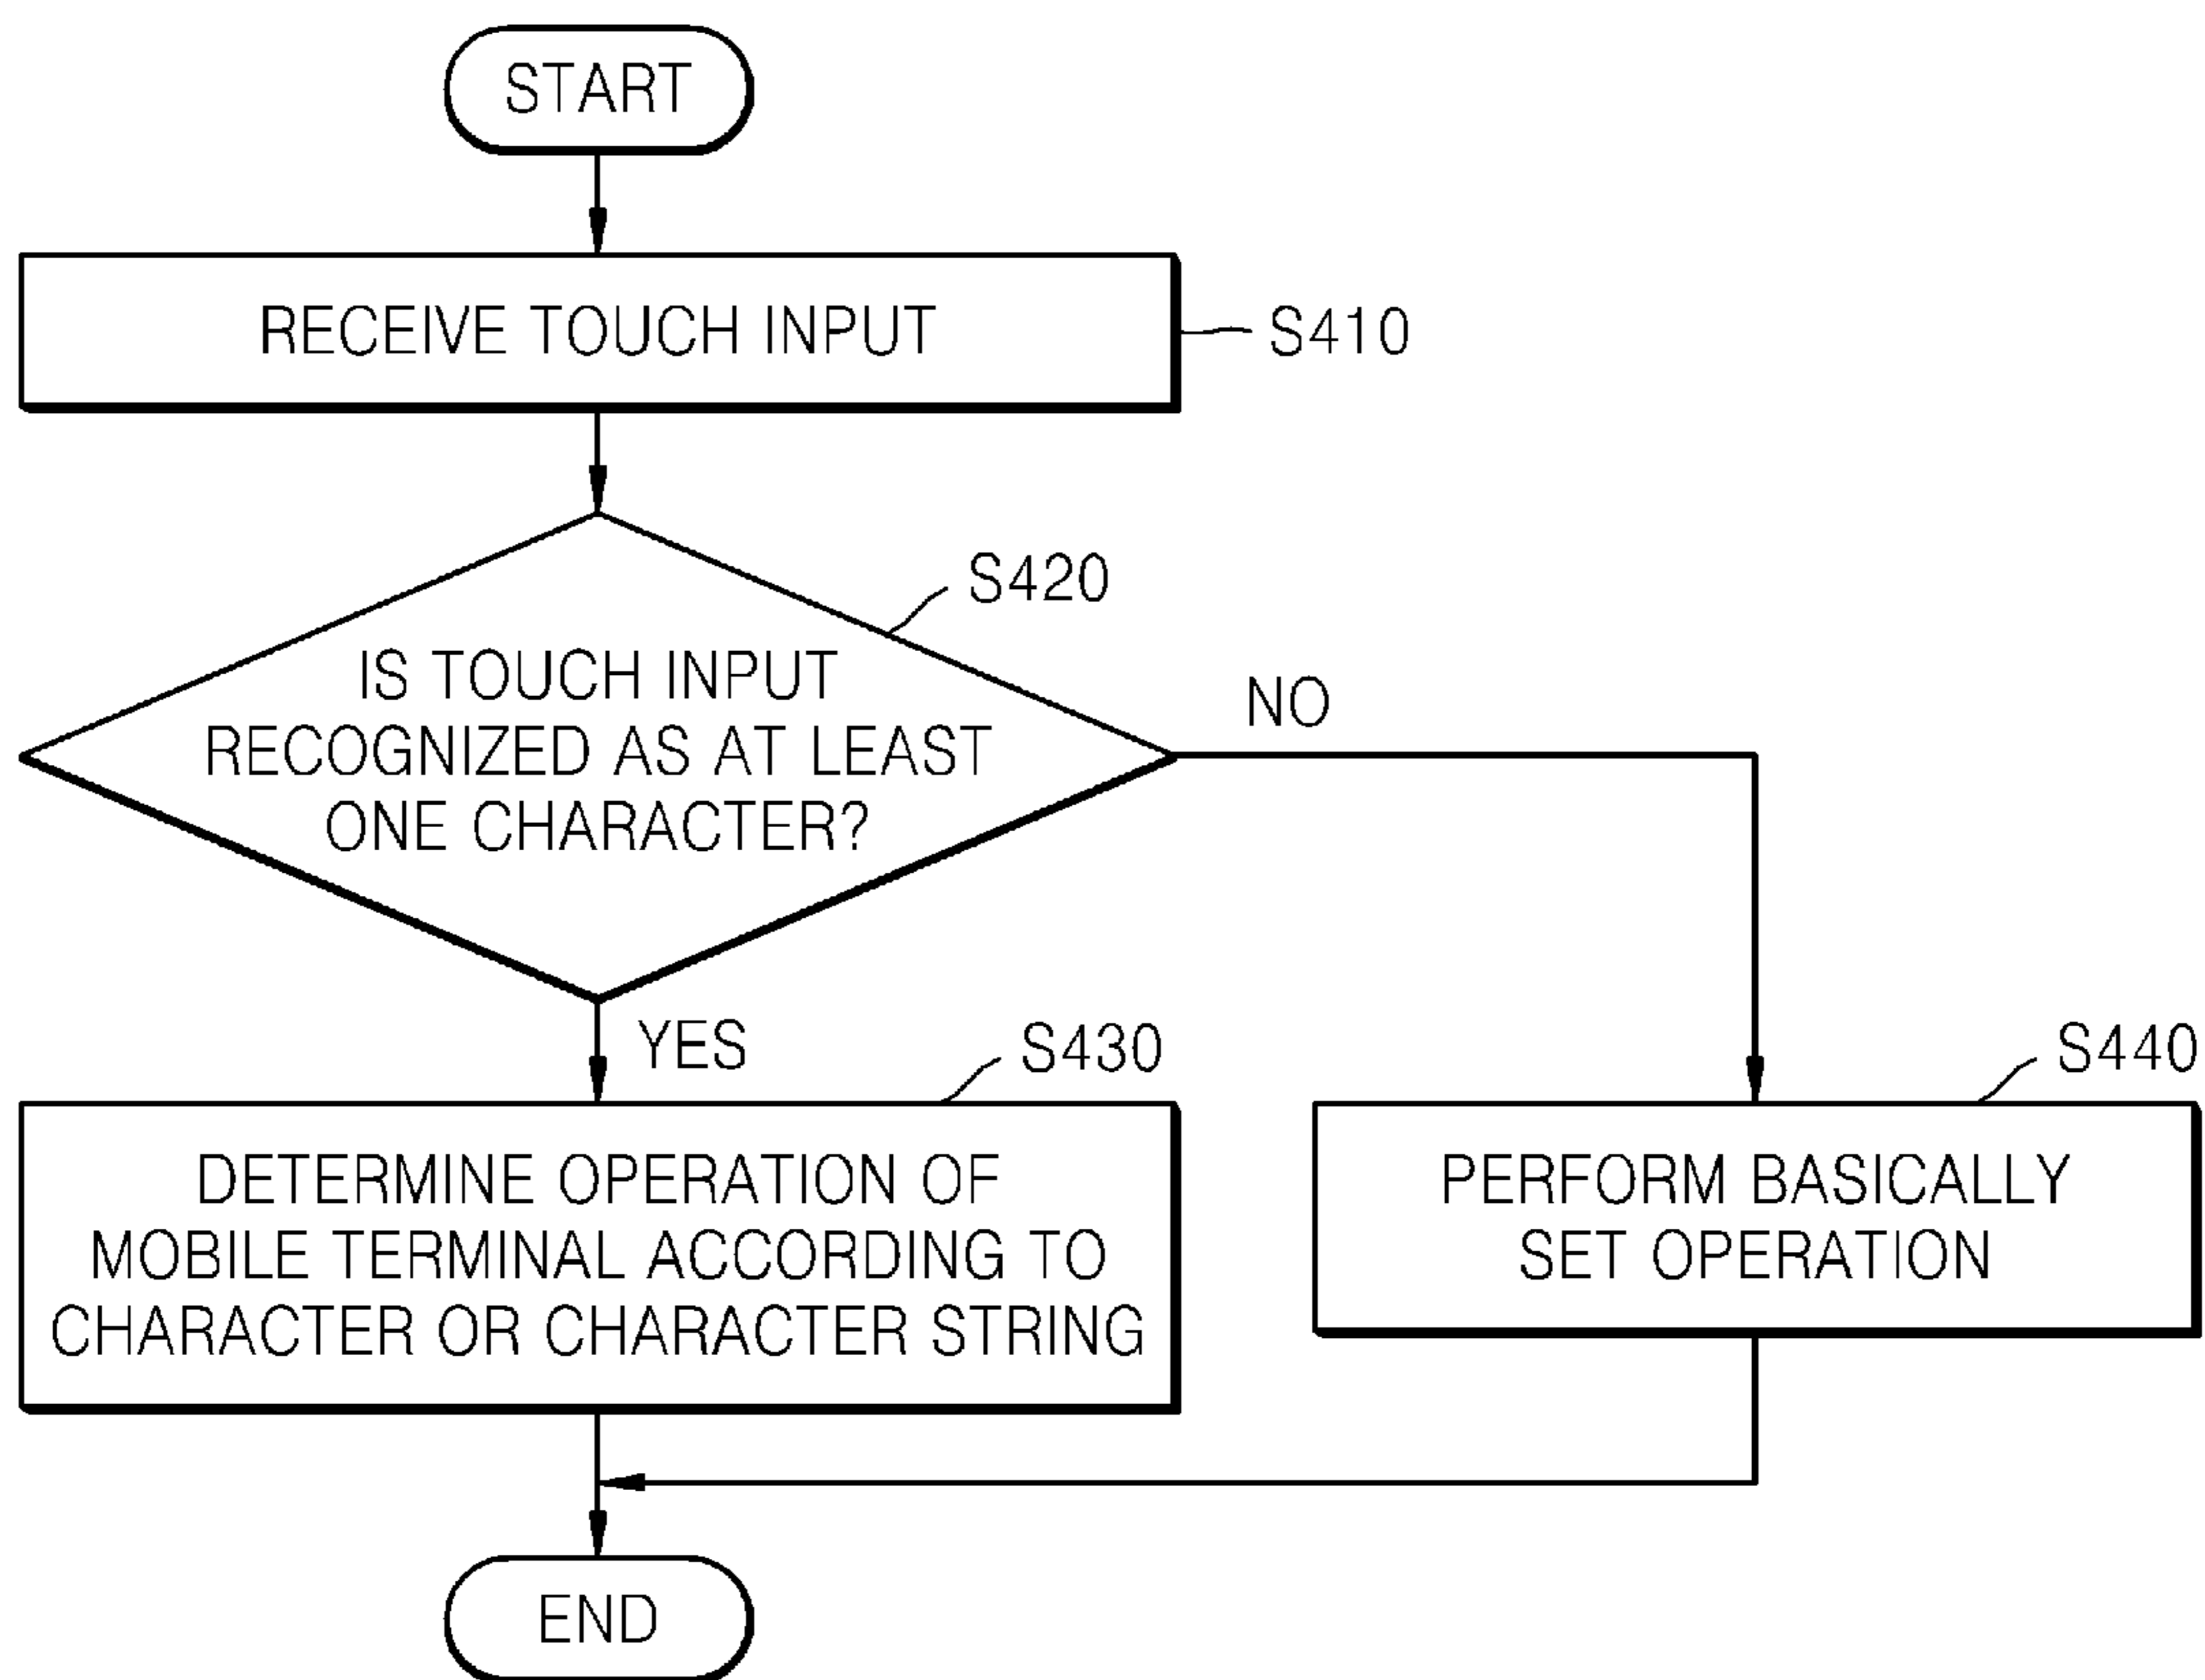 START
RECEIVE TOUCH INPUT
S410
S420
IS TOUCH INPUT
RECOGNIZED AS AT LEAST
ONE CHARACTER?
NO
YES
S430
DETERMINE OPERATION OF
MOBILE TERMINAL ACCORDING TO
CHARACTER OR CHARACTER STRING
S440
PERFORM BASICALLY
SET OPERATION
END